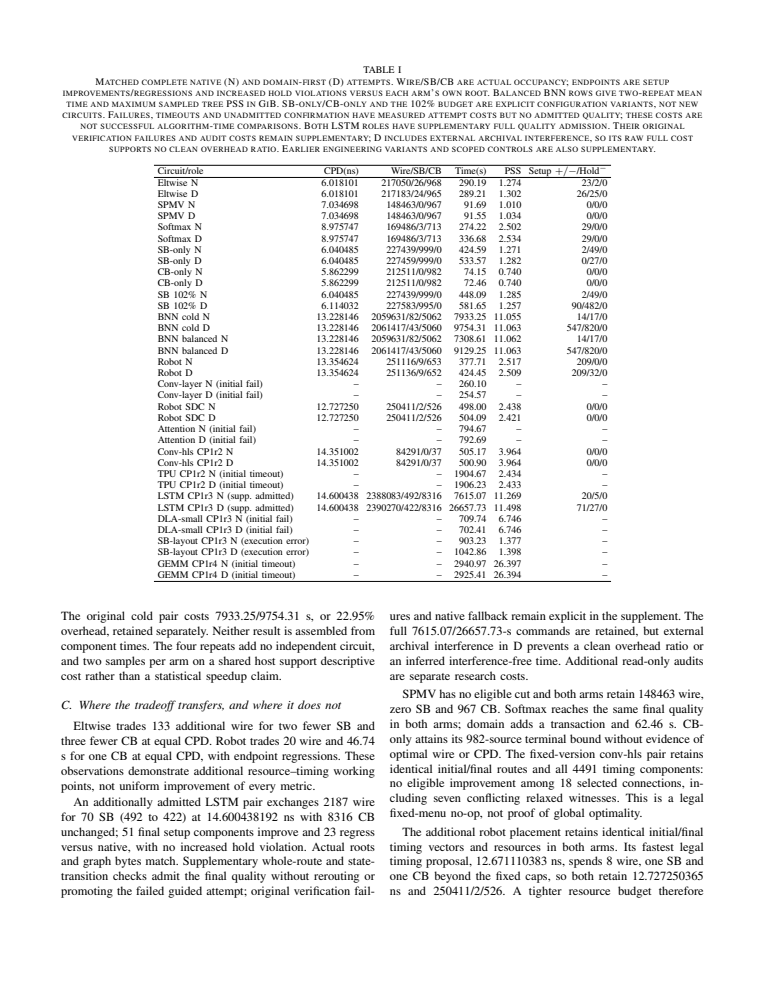 TABLE I
MATCHED COMPLETE NATIVE (N) AND DOMAIN-FIRST (D) ATTEMPTS. WIRE/SB/CB ARE ACTUAL OCCUPANCY; ENDPOINTS ARE SETUP
IMPROVEMENTS/REGRESSIONS AND INCREASED HOLD VIOLATIONS VERSUS EACH ARM'S OWN ROOT. BALANCED BNN ROWS GIVE TWO-REPEAT MEAN
TIME AND MAXIMUM SAMPLED TREE PSS IN GIB. SB-ONLY/CB-ONLY AND THE 102% BUDGET ARE EXPLICIT CONFIGURATION VARIANTS, NOT NEW
CIRCUITS. FAILURES, TIMEOUTS AND UNADMITTED CONFIRMATION HAVE MEASURED ATTEMPT COSTS BUT NO ADMITTED QUALITY; THESE COSTS ARE
NOT SUCCESSFUL ALGORITHM-TIME COMPARISONS. BOTH LSTM ROLES HAVE SUPPLEMENTARY FULL QUALITY ADMISSION. THEIR ORIGINAL
VERIFICATION FAILURES AND AUDIT COSTS REMAIN SUPPLEMENTARY; D INCLUDES EXTERNAL ARCHIVAL INTERFERENCE, SO ITS RAW FULL COST
SUPPORTS NO CLEAN OVERHEAD RATIO. EARLIER ENGINEERING VARIANTS AND SCOPED CONTROLS ARE ALSO SUPPLEMENTARY.
Circuit/role CPD(ns) Wire/SB/CB Time(s) PSS Setup +/−/Hold⁻
Eltwise N 6.018101 217050/26/968 290.19 1.274 23/2/0
Eltwise D 6.018101 217183/24/965 289.21 1.302 26/25/0
SPMV N 7.034698 148463/0/967 91.69 1.010 0/0/0
SPMV D 7.034698 148463/0/967 91.55 1.034 0/0/0
Softmax N 8.975747 169486/3/713 274.22 2.502 29/0/0
Softmax D 8.975747 169486/3/713 336.68 2.534 29/0/0
SB-only N 6.040485 227439/999/0 424.59 1.271 2/49/0
SB-only D 6.040485 227459/999/0 533.57 1.282 0/27/0
CB-only N 5.862299 212511/0/982 74.15 0.740 0/0/0
CB-only D 5.862299 212511/0/982 72.46 0.740 0/0/0
SB 102% N 6.040485 227439/999/0 448.09 1.285 2/49/0
SB 102% D 6.114032 227583/995/0 581.65 1.257 90/482/0
BNN cold N 13.228146 2059631/82/5062 7933.25 11.055 14/17/0
BNN cold D 13.228146 2061417/43/5060 9754.31 11.063 547/820/0
BNN balanced N 13.228146 2059631/82/5062 7308.61 11.062 14/17/0
BNN balanced D 13.228146 2061417/43/5060 9129.25 11.063 547/820/0
Robot N 13.354624 251116/9/653 377.71 2.517 209/0/0
Robot D 13.354624 251136/9/652 424.45 2.509 209/32/0
Conv-layer N (initial fail) – – 260.10 – –
Conv-layer D (initial fail) – – 254.57 – –
Robot SDC N 12.727250 250411/2/526 498.00 2.438 0/0/0
Robot SDC D 12.727250 250411/2/526 504.09 2.421 0/0/0
Attention N (initial fail) – – 794.67 – –
Attention D (initial fail) – – 792.69 – –
Conv-hls CP1r2 N 14.351002 84291/0/37 505.17 3.964 0/0/0
Conv-hls CP1r2 D 14.351002 84291/0/37 500.90 3.964 0/0/0
TPU CP1r2 N (initial timeout) – – 1904.67 2.434 –
TPU CP1r2 D (initial timeout) – – 1906.23 2.433 –
LSTM CP1r3 N (supp. admitted) 14.600438 2388083/492/8316 7615.07 11.269 20/5/0
LSTM CP1r3 D (supp. admitted) 14.600438 2390270/422/8316 26657.73 11.498 71/27/0
DLA-small CP1r3 N (initial fail) – – 709.74 6.746 –
DLA-small CP1r3 D (initial fail) – – 702.41 6.746 –
SB-layout CP1r3 N (execution error) – – 903.23 1.377 –
SB-layout CP1r3 D (execution error) – – 1042.86 1.398 –
GEMM CP1r4 N (initial timeout) – – 2940.97 26.397 –
GEMM CP1r4 D (initial timeout) – – 2925.41 26.394 –
The original cold pair costs 7933.25/9754.31 s, or 22.95%
overhead, retained separately. Neither result is assembled from
component times. The four repeats add no independent circuit,
and two samples per arm on a shared host support descriptive
cost rather than a statistical speedup claim.
C. Where the tradeoff transfers, and where it does not
Eltwise trades 133 additional wire for two fewer SB and
three fewer CB at equal CPD. Robot trades 20 wire and 46.74
s for one CB at equal CPD, with endpoint regressions. These
observations demonstrate additional resource–timing working
points, not uniform improvement of every metric.
An additionally admitted LSTM pair exchanges 2187 wire
for 70 SB (492 to 422) at 14.600438192 ns with 8316 CB
unchanged; 51 final setup components improve and 23 regress
versus native, with no increased hold violation. Actual roots
and graph bytes match. Supplementary whole-route and state-
transition checks admit the final quality without rerouting or
promoting the failed guided attempt; original verification fail-
ures and native fallback remain explicit in the supplement. The
full 7615.07/26657.73-s commands are retained, but external
archival interference in D prevents a clean overhead ratio or
an inferred interference-free time. Additional read-only audits
are separate research costs.
SPMV has no eligible cut and both arms retain 148463 wire,
zero SB and 967 CB. Softmax reaches the same final quality
in both arms; domain adds a transaction and 62.46 s. CB-
only attains its 982-source terminal bound without evidence of
optimal wire or CPD. The fixed-version conv-hls pair retains
identical initial/final routes and all 4491 timing components:
no eligible improvement among 18 selected connections, in-
cluding seven conflicting relaxed witnesses. This is a legal
fixed-menu no-op, not proof of global optimality.
The additional robot placement retains identical initial/final
timing vectors and resources in both arms. Its fastest legal
timing proposal, 12.671110383 ns, spends 8 wire, one SB and
one CB beyond the fixed caps, so both retain 12.727250365
ns and 250411/2/526. A tighter resource budget therefore